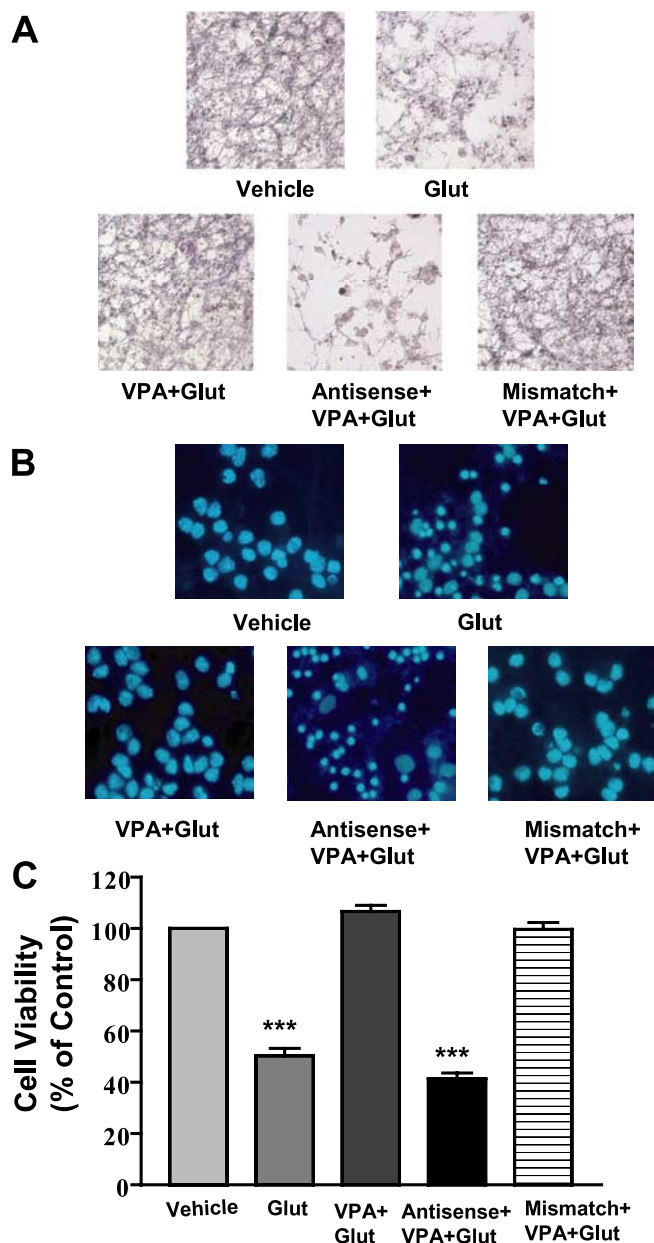 A
Vehicle
Glut
VPA+Glut
Antisense+
VPA+Glut
Mismatch+
VPA+Glut
B
Vehicle
Glut
VPA+Glut
Antisense+
VPA+Glut
Mismatch+
VPA+Glut
C
Cell Viability
(% of Control)
120
100
80
60
40
20
0
***
***
Vehicle
Glut
VPA+
Glut
Antisense+
VPA+Glut
Mismatch+
VPA+Glut